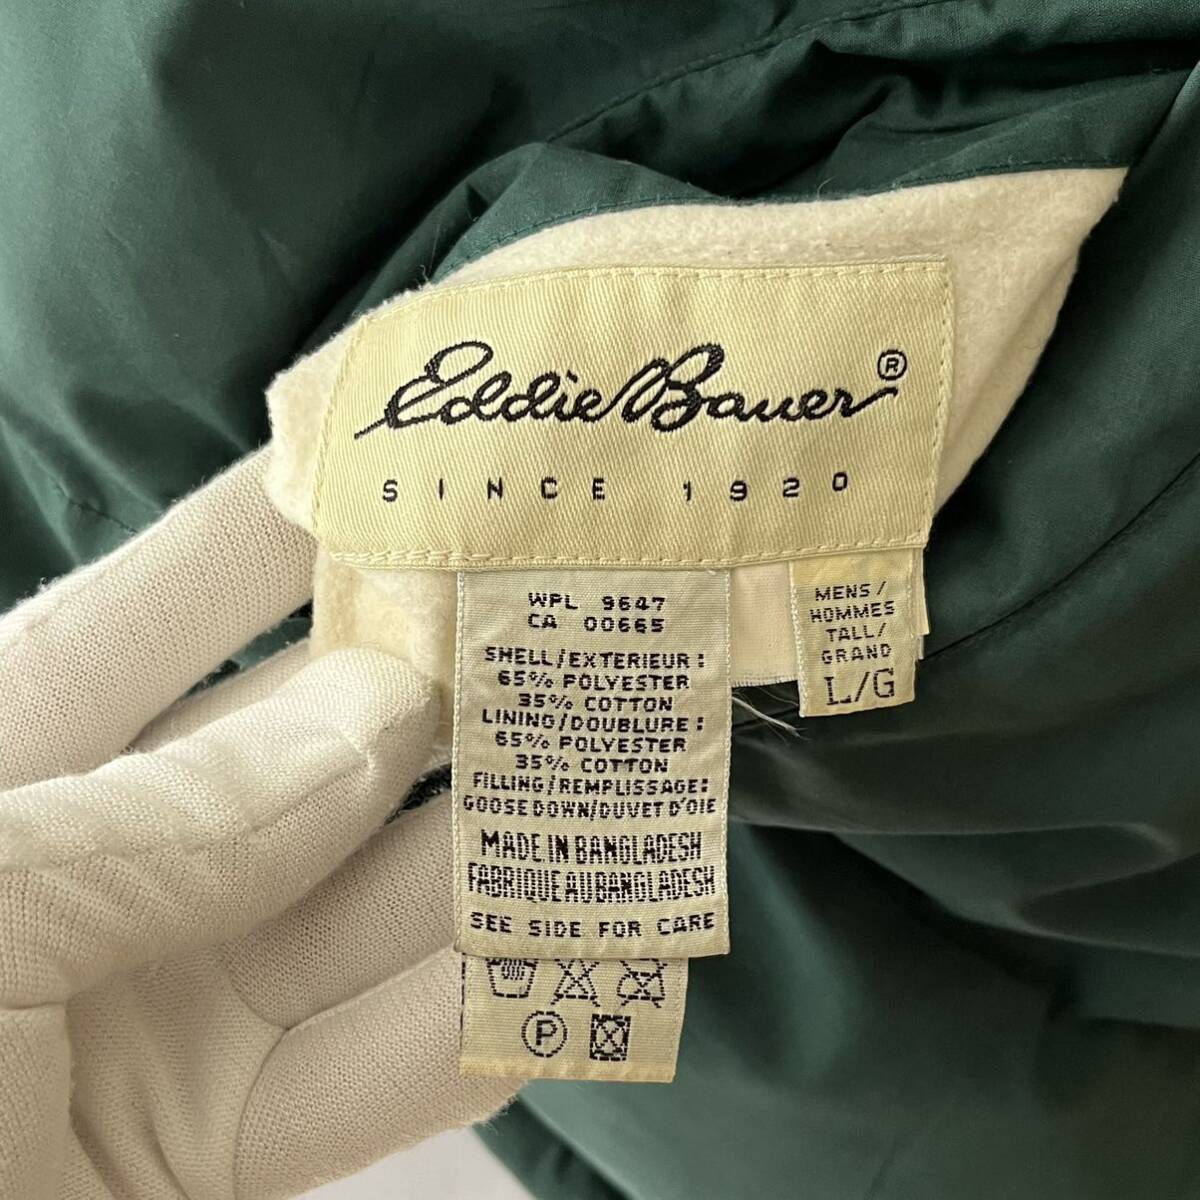 Eddie Bauer®
SINCE 1920
WPL 9647
CA 00665
SHELL/EXTERIEUR:
65% POLYESTER
35% COTTON
LINING/DOUBLURE:
65% POLYESTER
35% COTTON
FILLING/REMPLISSAGE:
GOOSE DOWN/DUVET D'OIE
MADE IN BANGLADESH
FABRIQUE AU BANGLADESH
SEE SIDE FOR CARE
P
MENS/
HOMMES
TALL/
GRAND
L/G